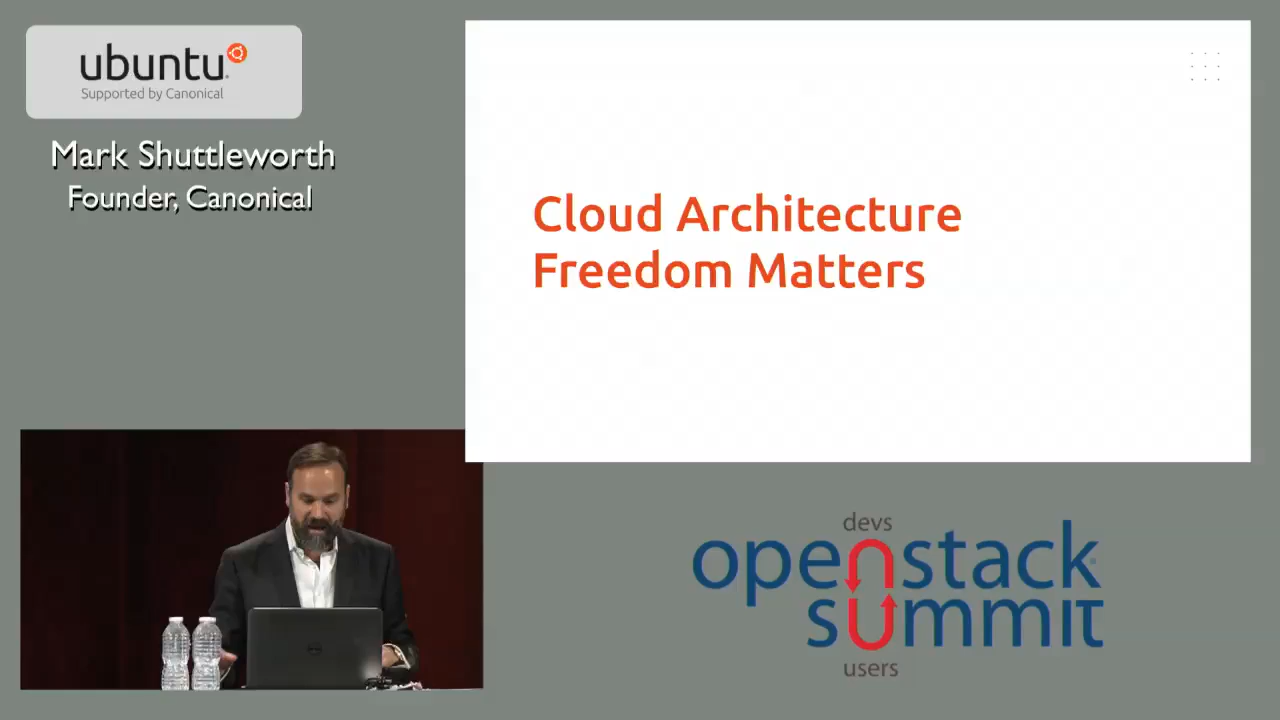 ubuntu
Supported by Canonical
Mark Shuttleworth
Founder, Canonical
Cloud Architecture
Freedom Matters
devs
openstack
summit
users